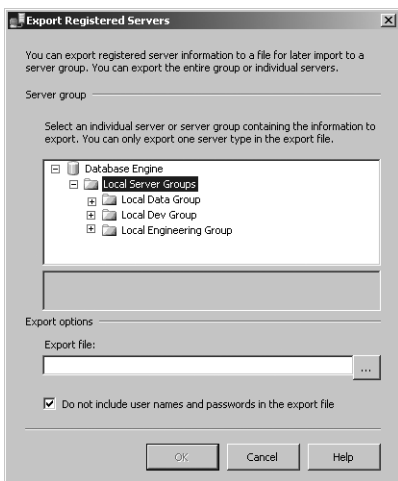 Export Registered Servers
You can export registered server information to a file for later import to a
server group. You can export the entire group or individual servers.
Server group
Select an individual server or server group containing the information to
export. You can only export one server type in the export file.
Database Engine
Local Server Groups
Local Data Group
Local Dev Group
Local Engineering Group
Export options
Export file:
...
Do not include user names and passwords in the export file
OK Cancel Help